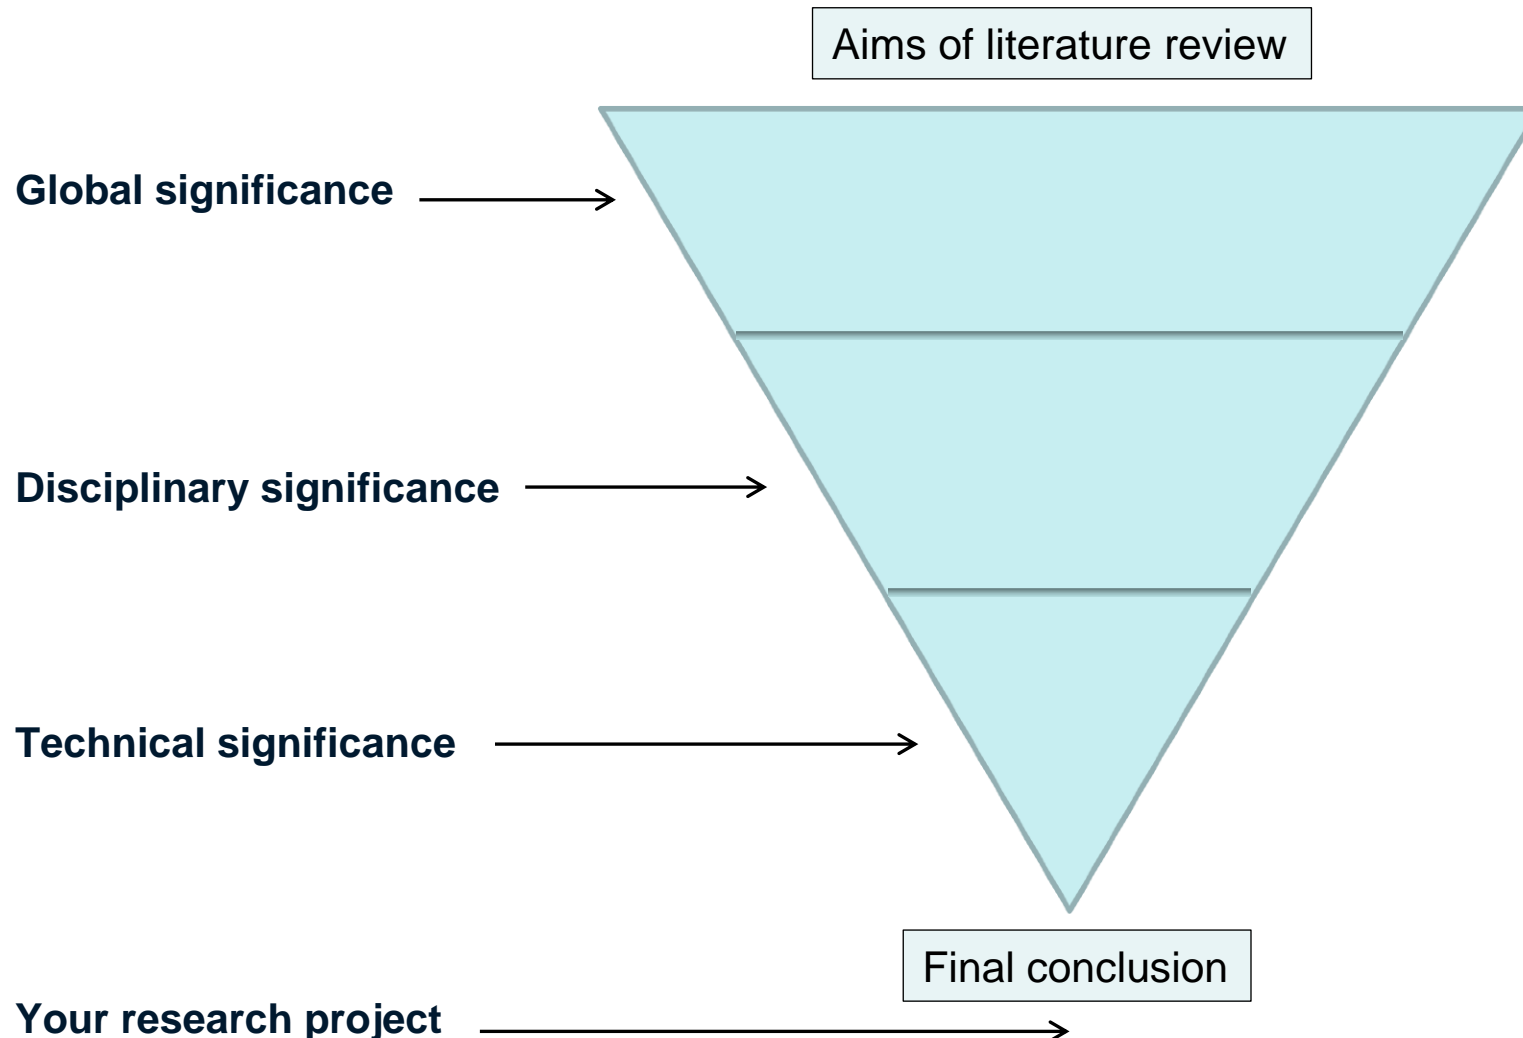 Aims of literature review
Global significance
Disciplinary significance
Technical significance
Final conclusion
Your research project